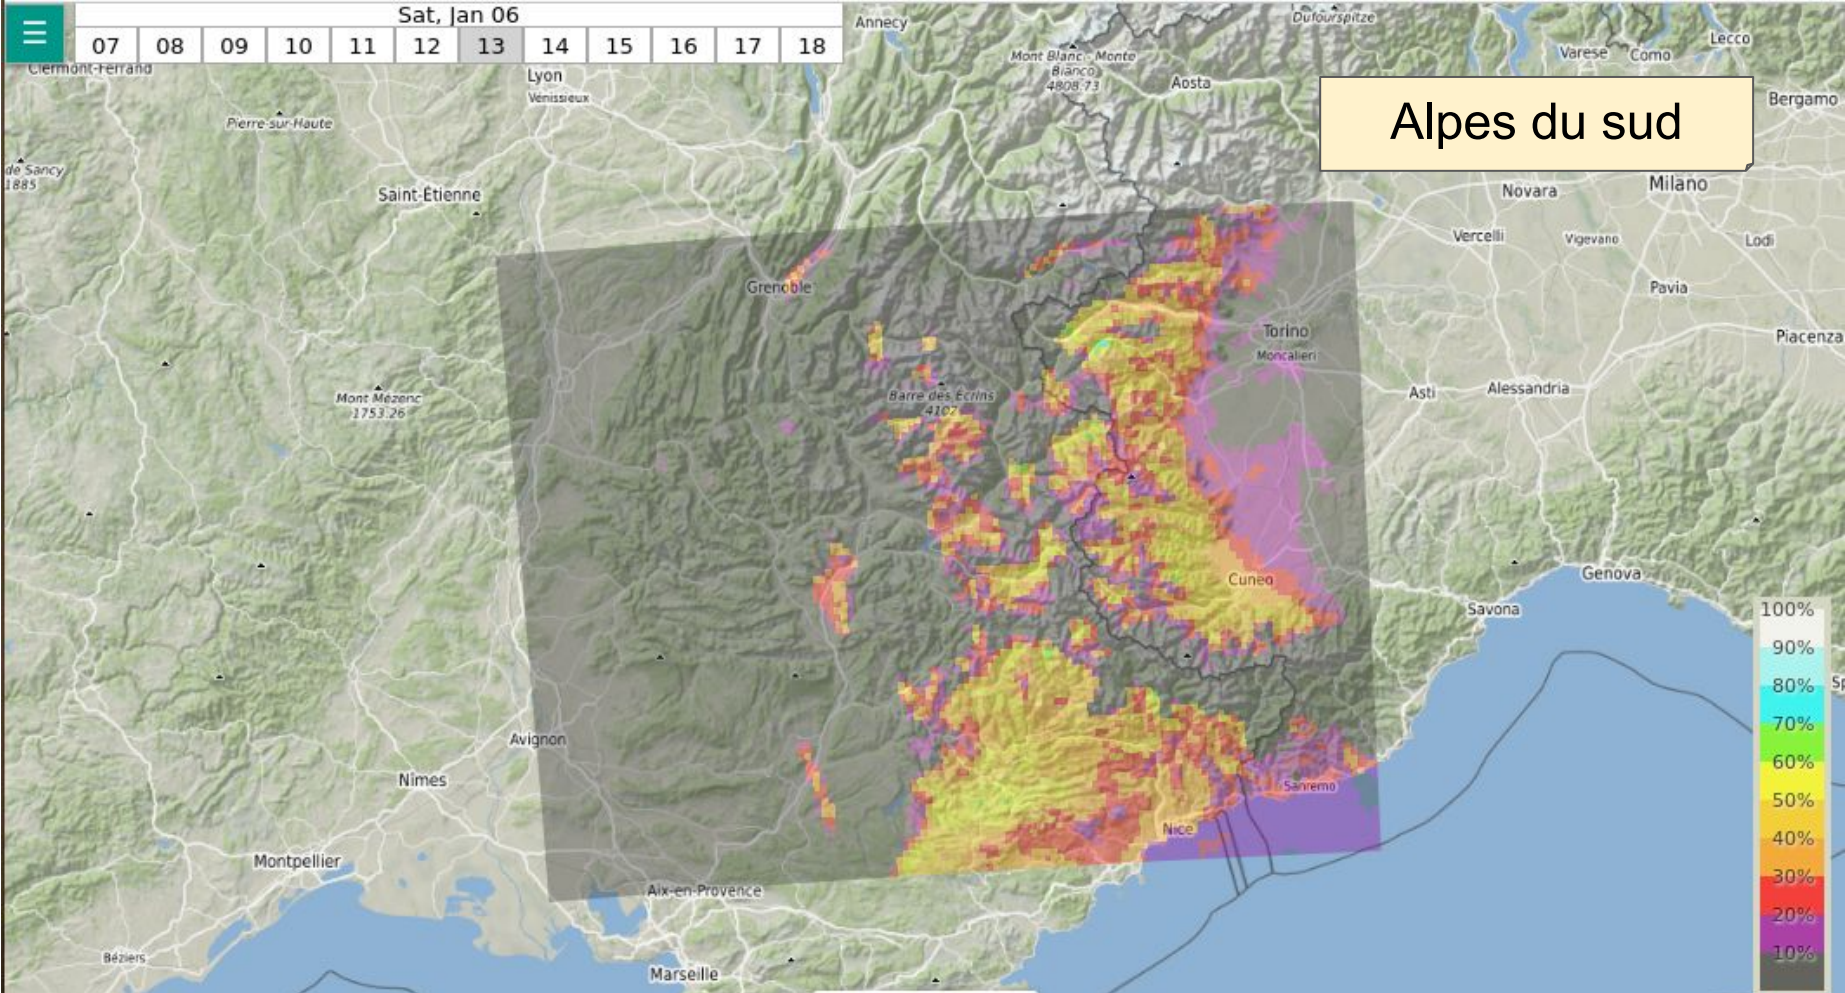 ☰
Sat, Jan 06
07 08 09 10 11 12 13 14 15 16 17 18
Annecy
Dufourspitze
Lecco
Varese
Como
Mont Blanc - Monte
Bianco
4808.73
Aosta
Clermont-Ferrand
Lyon
Vénissieux
Bergamo
Alpes du sud
Pierre-sur-Haute
de Sancy
1885
Saint-Étienne
Novara
Milano
Vercelli
Vigevano
Lodi
Grenoble
Pavia
Torino
Moncalieri
Piacenza
Mont Mézenc
1753.26
Barre des Écrins
4102
Asti
Alessandria
Cuneo
Genova
Savona
Avignon
Nîmes
Sanremo
Nice
Montpellier
Aix-en-Provence
Béziers
Marseille
100%
90%
80%
70%
60%
50%
40%
30%
20%
10%